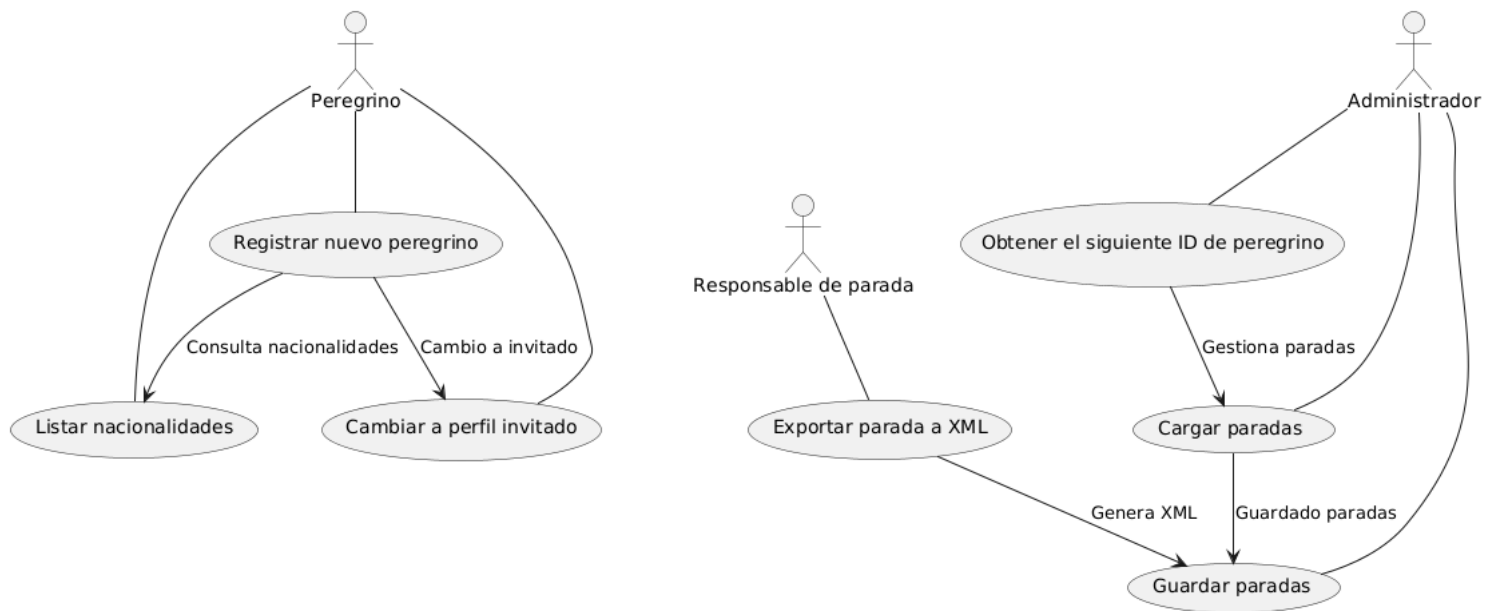 Peregrino
Administrador
Registrar nuevo peregrino
Obtener el siguiente ID de peregrino
Responsable de parada
Consulta nacionalidades
Cambio a invitado
Gestiona paradas
Listar nacionalidades
Cambiar a perfil invitado
Exportar parada a XML
Cargar paradas
Genera XML
Guardado paradas
Guardar paradas